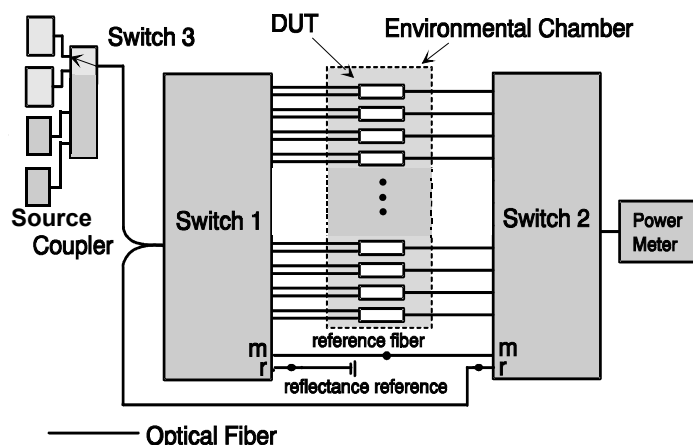 Switch 3
DUT
Environmental Chamber
Source
Coupler
Switch 1
Switch 2
Power
Meter
m
reference fiber
m
r
reflectance reference
r
Optical Fiber